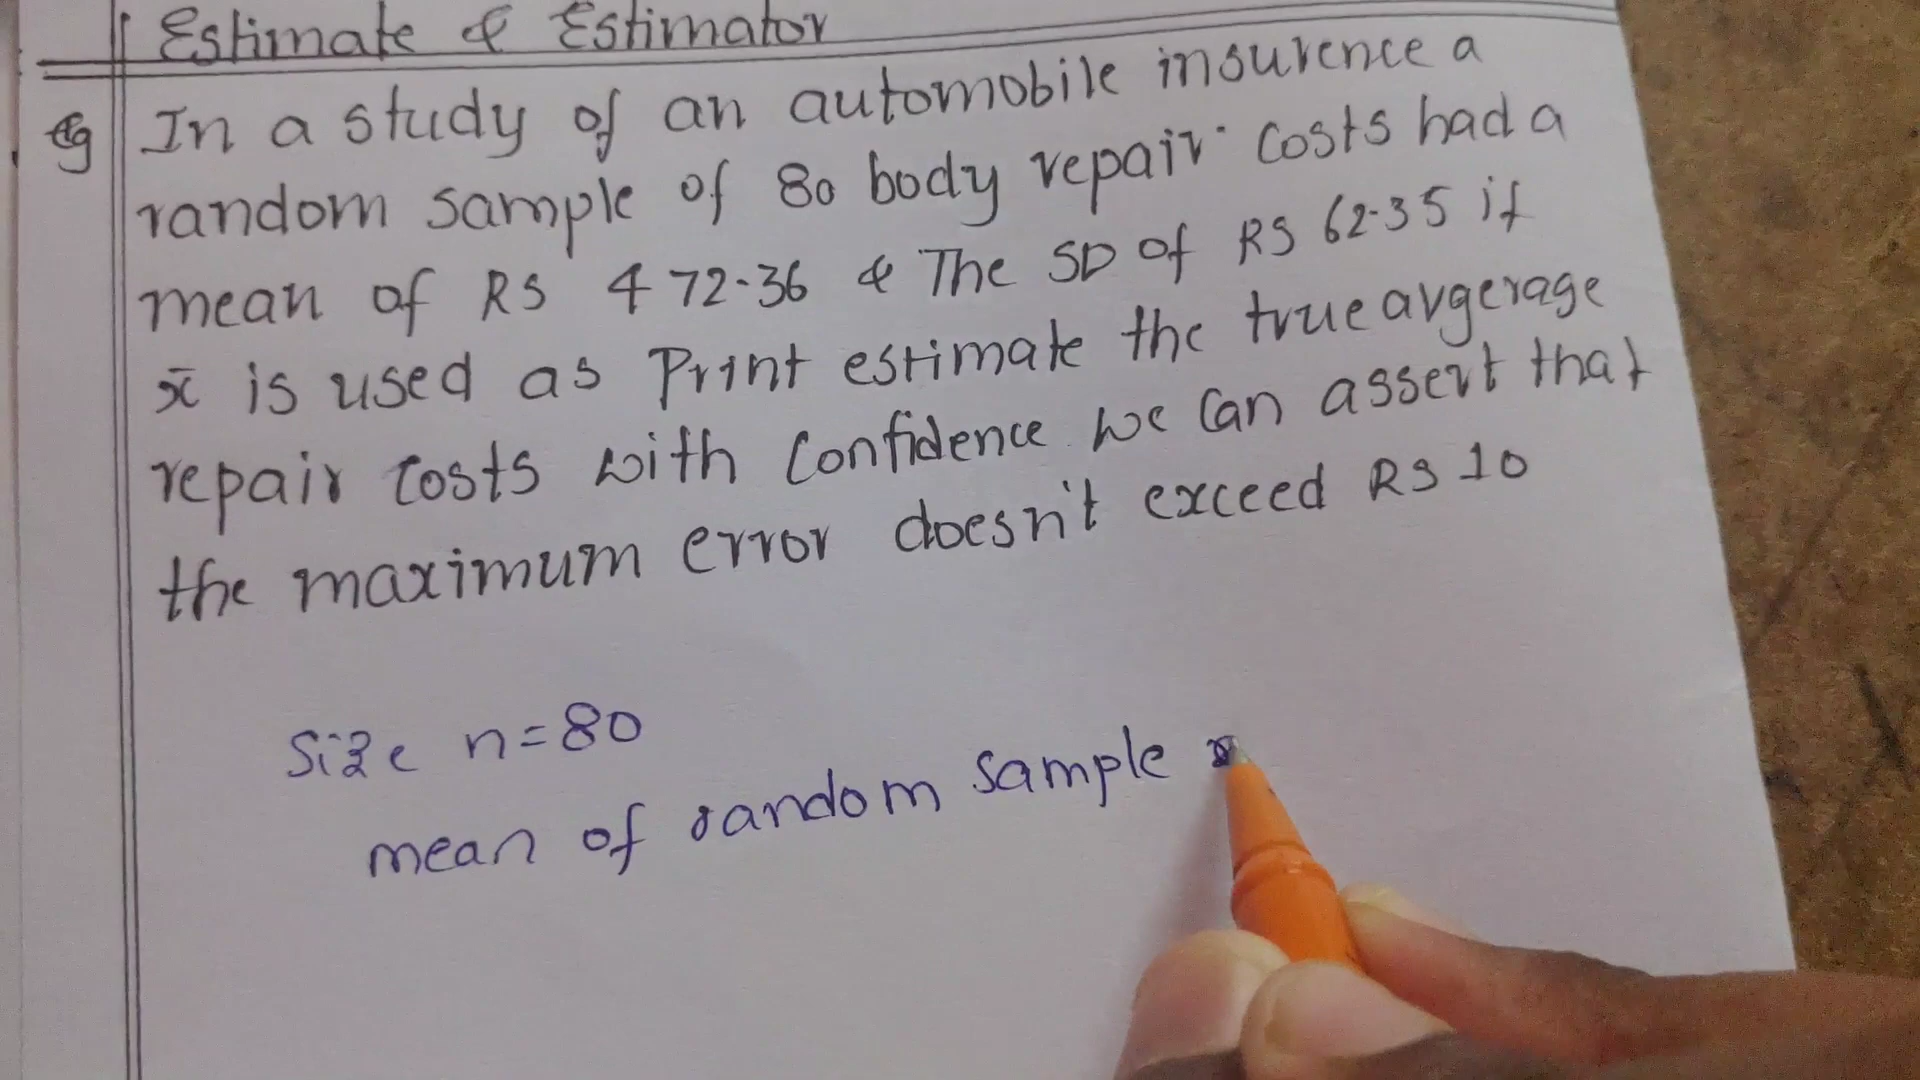 Estimate & Estimator
Eg In a study of an automobile insurence a
random sample of 80 body repair costs had a
mean of RS 472.36 & The SD of RS 62.35 if
x̄ is used as Print estimate the true avgerage
repair costs with confidence we can assert that
the maximum error doesn't exceed RS 10
Size n=80
mean of random sample